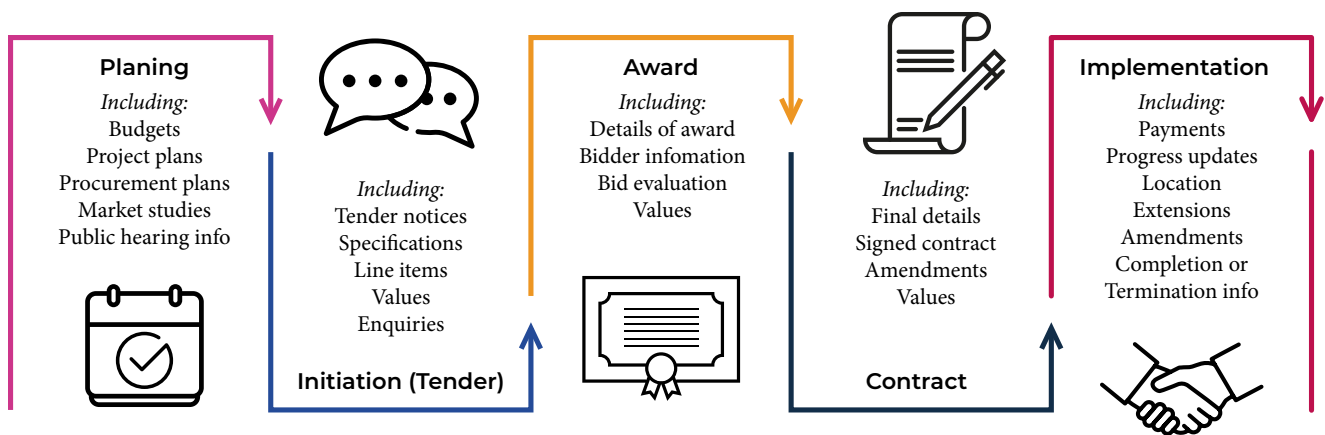 Planing
Including:
Budgets
Project plans
Procurement plans
Market studies
Public hearing info
Including:
Tender notices
Specifications
Line items
Values
Enquiries
Initiation (Tender)
Award
Including:
Details of award
Bidder infomation
Bid evaluation
Values
Including:
Final details
Signed contract
Amendments
Values
Contract
Implementation
Including:
Payments
Progress updates
Location
Extensions
Amendments
Completion or
Termination info